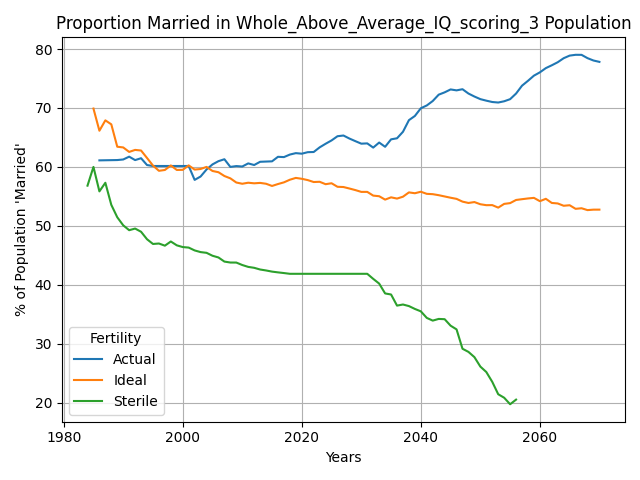 Proportion Married in Whole_Above_Average_IQ_scoring_3 Population
% of Population 'Married'
80
70
60
50
40
30
20
Fertility
Actual
Ideal
Sterile
1980
2000
2020
2040
2060
Years